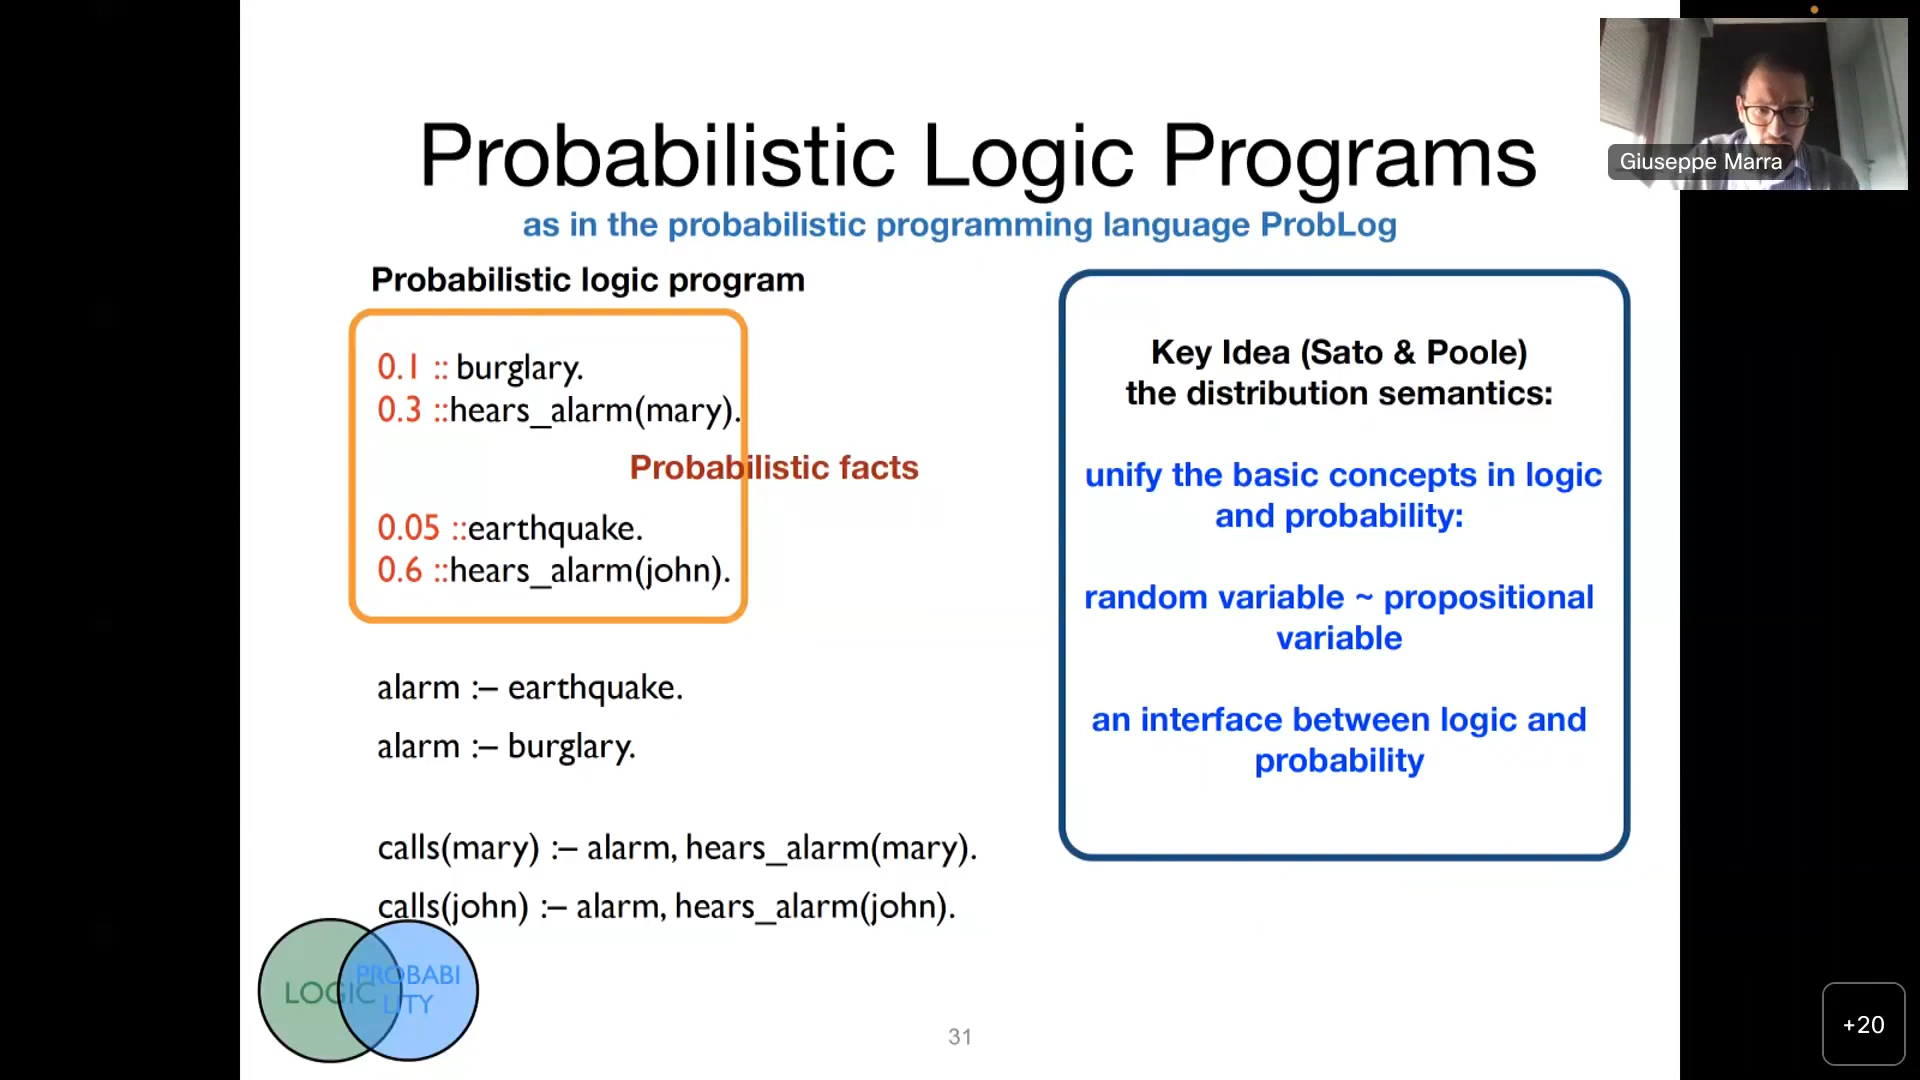 Probabilistic Logic Programs
as in the probabilistic programming language ProbLog
Giuseppe Marra
Probabilistic logic program
0.1 :: burglary.
0.3 ::hears_alarm(mary).
Probabilistic facts
0.05 ::earthquake.
0.6 ::hears_alarm(john).
alarm :– earthquake.
alarm :– burglary.
calls(mary) :– alarm, hears_alarm(mary).
calls(john) :– alarm, hears_alarm(john).
Key Idea (Sato & Poole)
the distribution semantics:
unify the basic concepts in logic
and probability:
random variable ~ propositional
variable
an interface between logic and
probability
LOGIC
PROBABI
LITY
31
+20